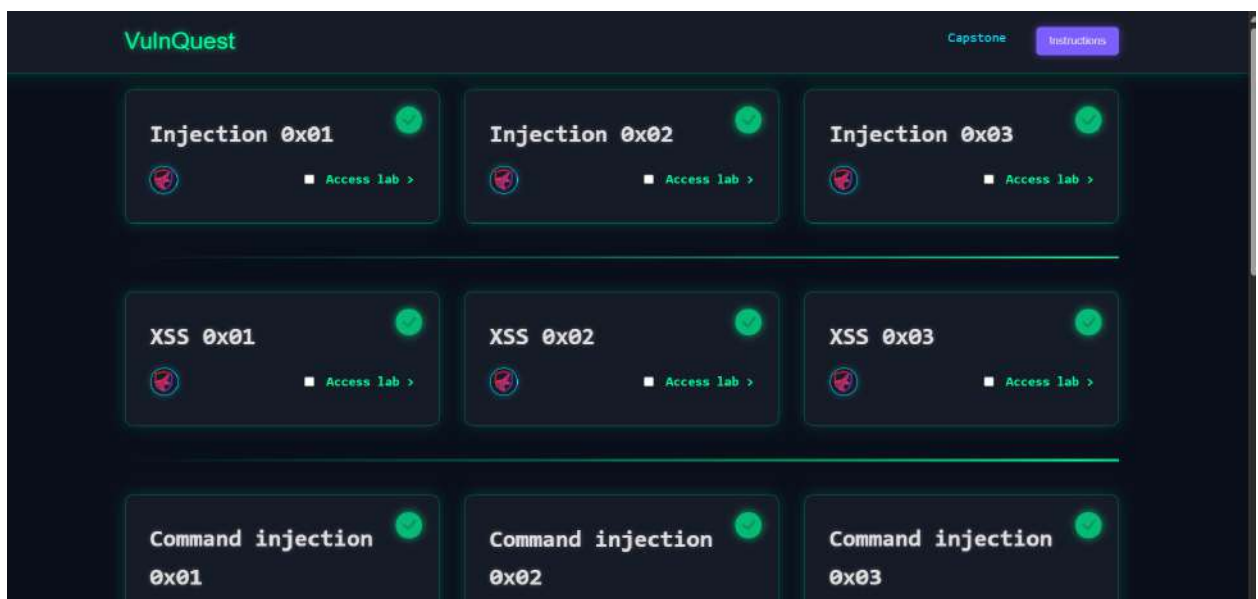 VulnQuest
Capstone
Instructions
Injection 0x01
Injection 0x02
Injection 0x03
Access lab >
Access lab >
Access lab >
XSS 0x01
XSS 0x02
XSS 0x03
Access lab >
Access lab >
Access lab >
Command injection
0x01
Command injection
0x02
Command injection
0x03